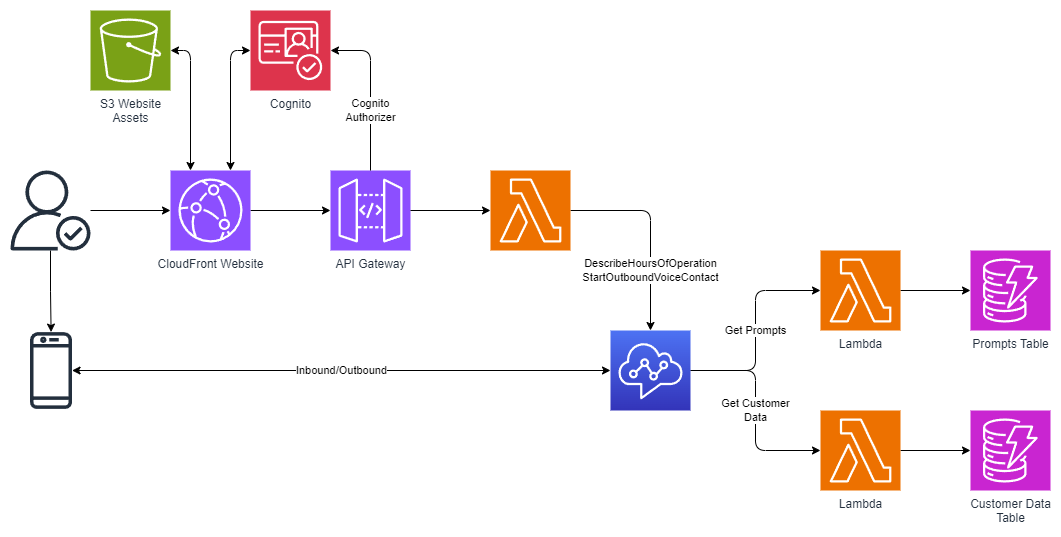 S3 Website
Assets
Cognito
Cognito
Authorizer
CloudFront Website
API Gateway
</>
DescribeHoursOfOperation
StartOutboundVoiceContact
Get Prompts
Lambda
Prompts Table
Inbound/Outbound
Get Customer
Data
Lambda
Customer Data
Table